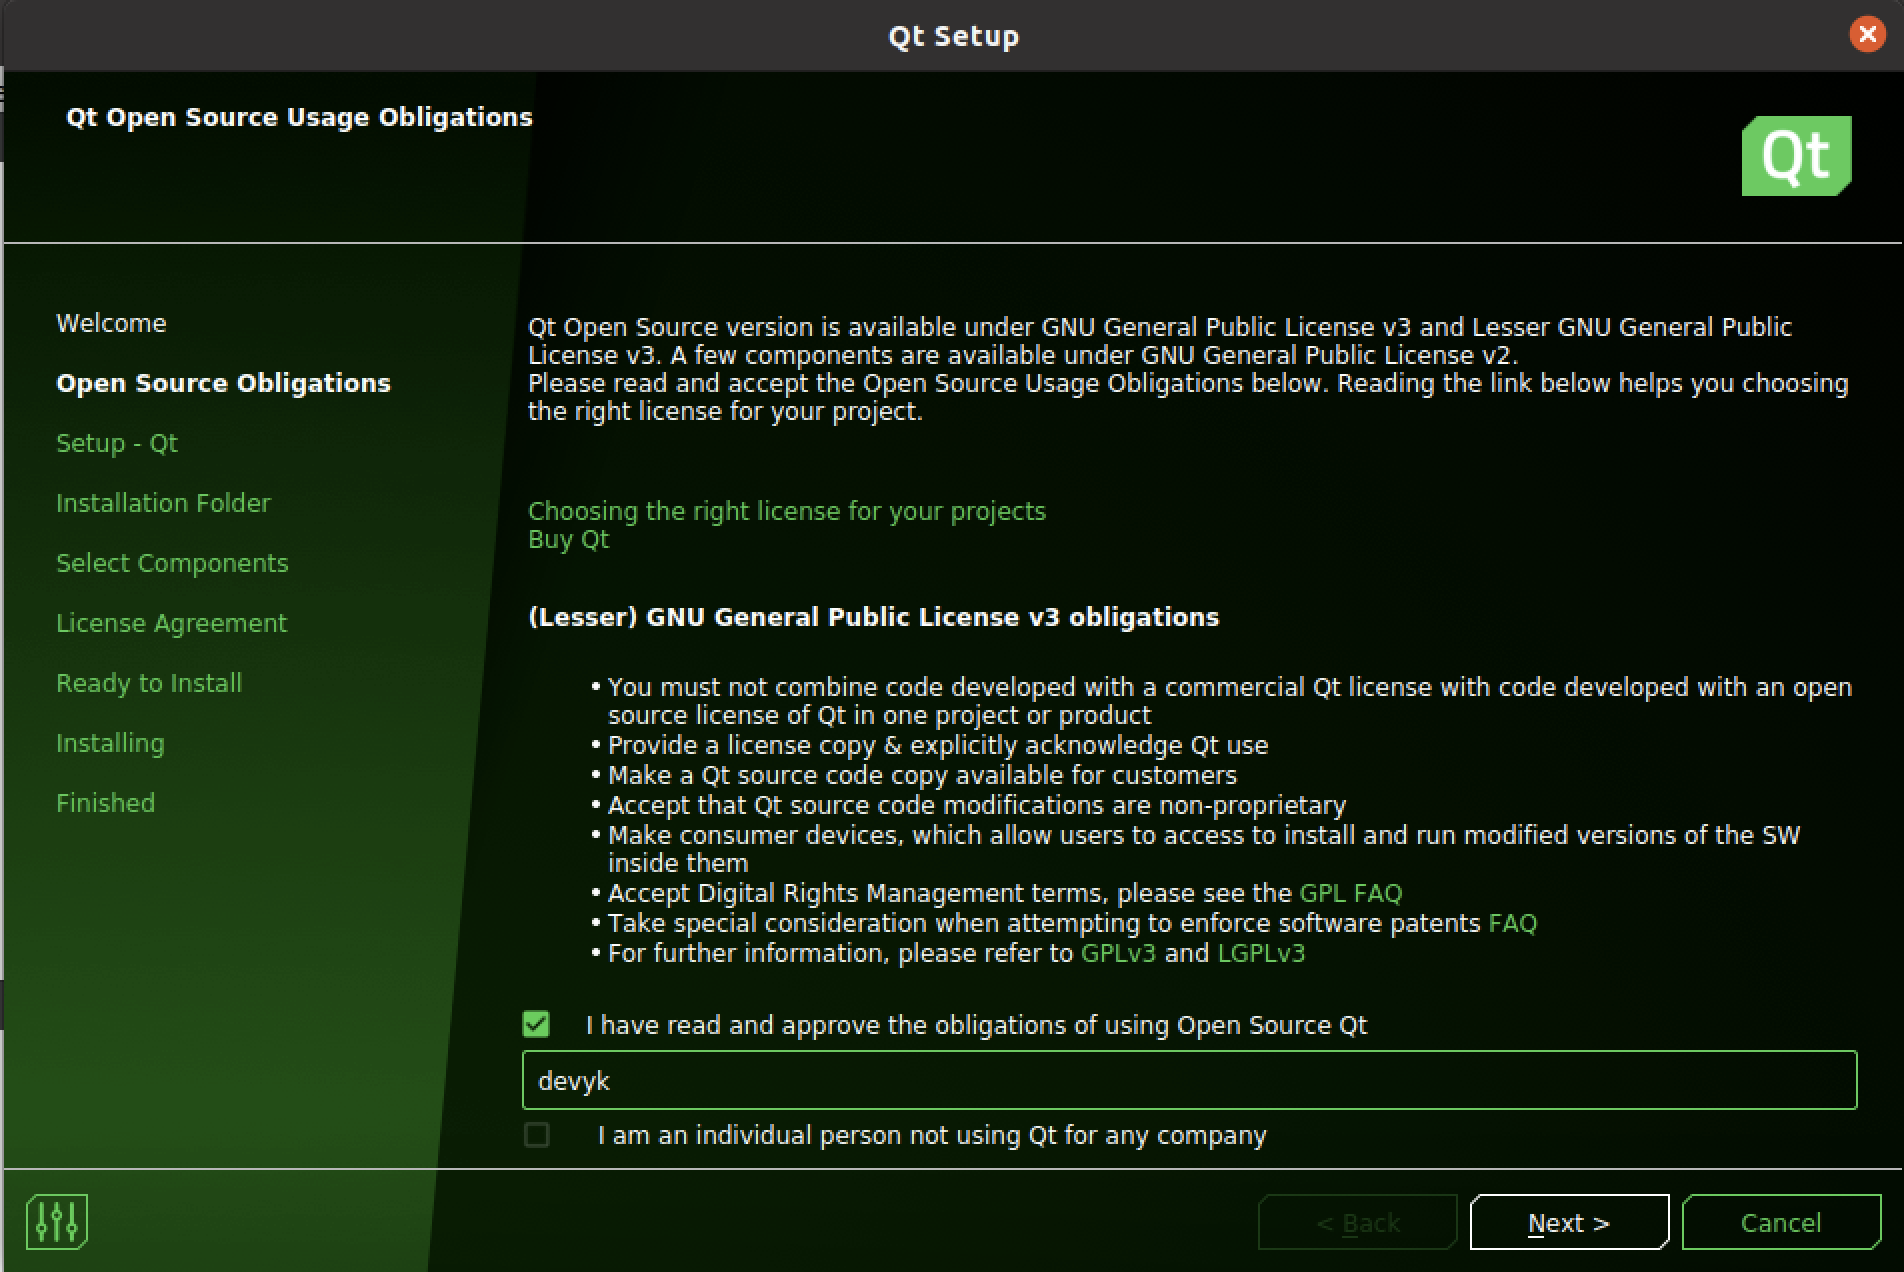 Qt Setup
Qt Open Source Usage Obligations
Qt
Welcome
Open Source Obligations
Setup - Qt
Installation Folder
Select Components
License Agreement
Ready to Install
Installing
Finished
Qt Open Source version is available under GNU General Public License v3 and Lesser GNU General Public
License v3. A few components are available under GNU General Public License v2.
Please read and accept the Open Source Usage Obligations below. Reading the link below helps you choosing
the right license for your project.
Choosing the right license for your projects
Buy Qt
(Lesser) GNU General Public License v3 obligations
• You must not combine code developed with a commercial Qt license with code developed with an open
source license of Qt in one project or product
• Provide a license copy & explicitly acknowledge Qt use
• Make a Qt source code copy available for customers
• Accept that Qt source code modifications are non-proprietary
• Make consumer devices, which allow users to access to install and run modified versions of the SW
inside them
• Accept Digital Rights Management terms, please see the GPL FAQ
• Take special consideration when attempting to enforce software patents FAQ
• For further information, please refer to GPLv3 and LGPLv3
I have read and approve the obligations of using Open Source Qt
devyk
I am an individual person not using Qt for any company
< Back
Next >
Cancel